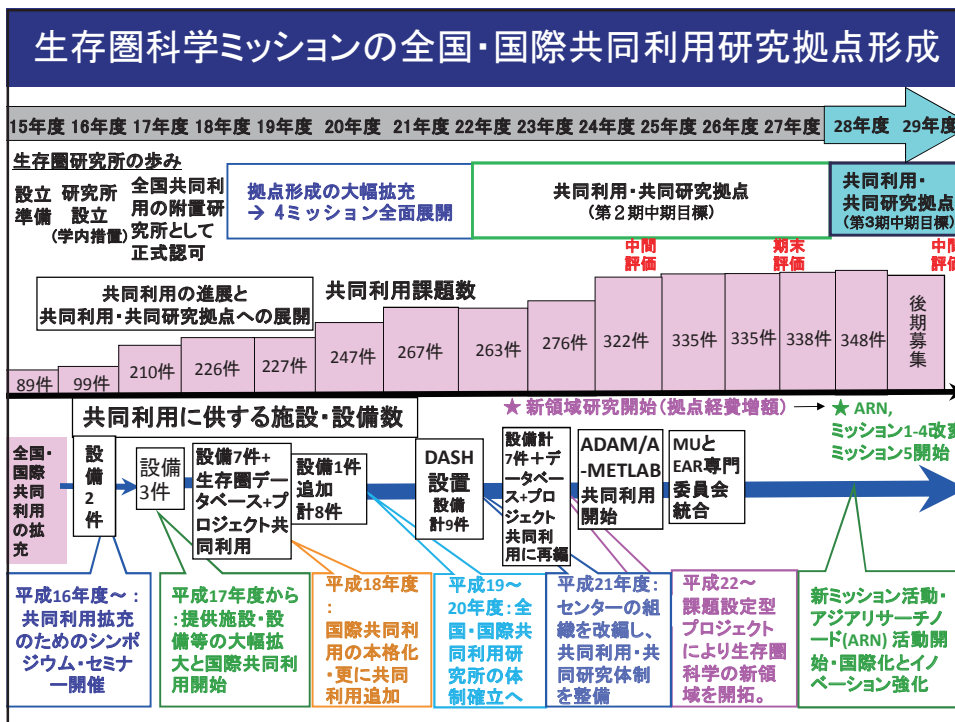 生存圏科学ミッションの全国・国際共同利用研究拠点形成
15年度 16年度 17年度 18年度 19年度 20年度 21年度 22年度 23年度 24年度 25年度 26年度 27年度 28年度 29年度
生存圏研究所の歩み
設立
準備
研究所
設立
(学内措置)
全国共同利
用の附置研
究所として
正式認可
拠点形成の大幅拡充
→ 4ミッション全面展開
共同利用・共同研究拠点
(第2期中期目標)
共同利用・
共同研究拠点
(第3期中期目標)
中間
評価
期末
評価
中間
評価
共同利用の進展と
共同利用・共同研究拠点への展開
共同利用課題数
89件
99件
210件
226件
227件
247件
267件
263件
276件
322件
335件
335件
338件
348件
後
期
募
集
共同利用に供する施設・設備数
★ 新領域研究開始(拠点経費増額)
★ ARN,
ミッション1-4改変
ミッション5開始
全国・
国際
共同
利用
の拡
充
設
備
2
件
設備
3件
設備7件+
生存圏データ
ベース+プロ
ジェクト共同
利用
設備1件
追加
計8件
DASH
設置
設備
計9件
設備計
7件+デ
ータベー
ス+プロ
ジェクト
共同利
用に再編
ADAM/A
-METLAB
共同利用
開始
MUと
EAR専門
委員会
統合
平成16年度~:
共同利用拡充
のためのシンポ
ジウム・セミナ
ー開催
平成17年度から
:提供施設・設
備等の大幅拡
大と国際共同利
用開始
平成18年度
:
国際共同利
用の本格化
・更に共同
利用追加
平成19~
20年度:全
国・国際共
同利用研
究所の体
制確立へ
平成21年度:
センターの組
織を改編し、
共同利用・共
同研究体制
を整備
平成22~
課題設定型
プロジェクト
により生存圏
科学の新領
域を開拓。
新ミッション活動・
アジアリサーチノ
ード(ARN) 活動開
始・国際化とイノ
ベーション強化